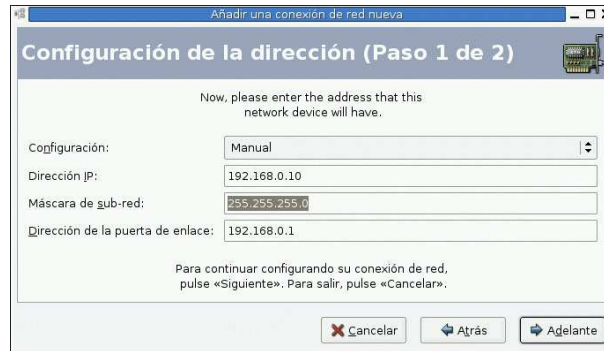 Añadir una conexión de red nueva
Configuración de la dirección (Paso 1 de 2)
Now, please enter the address that this
network device will have.
Configuración: Manual
Dirección IP: 192.168.0.10
Máscara de sub-red: 255.255.255.0
Dirección de la puerta de enlace: 192.168.0.1
Para continuar configurando su conexión de red,
pulse «Siguiente». Para salir, pulse «Cancelar».
Cancelar Atrás Adelante